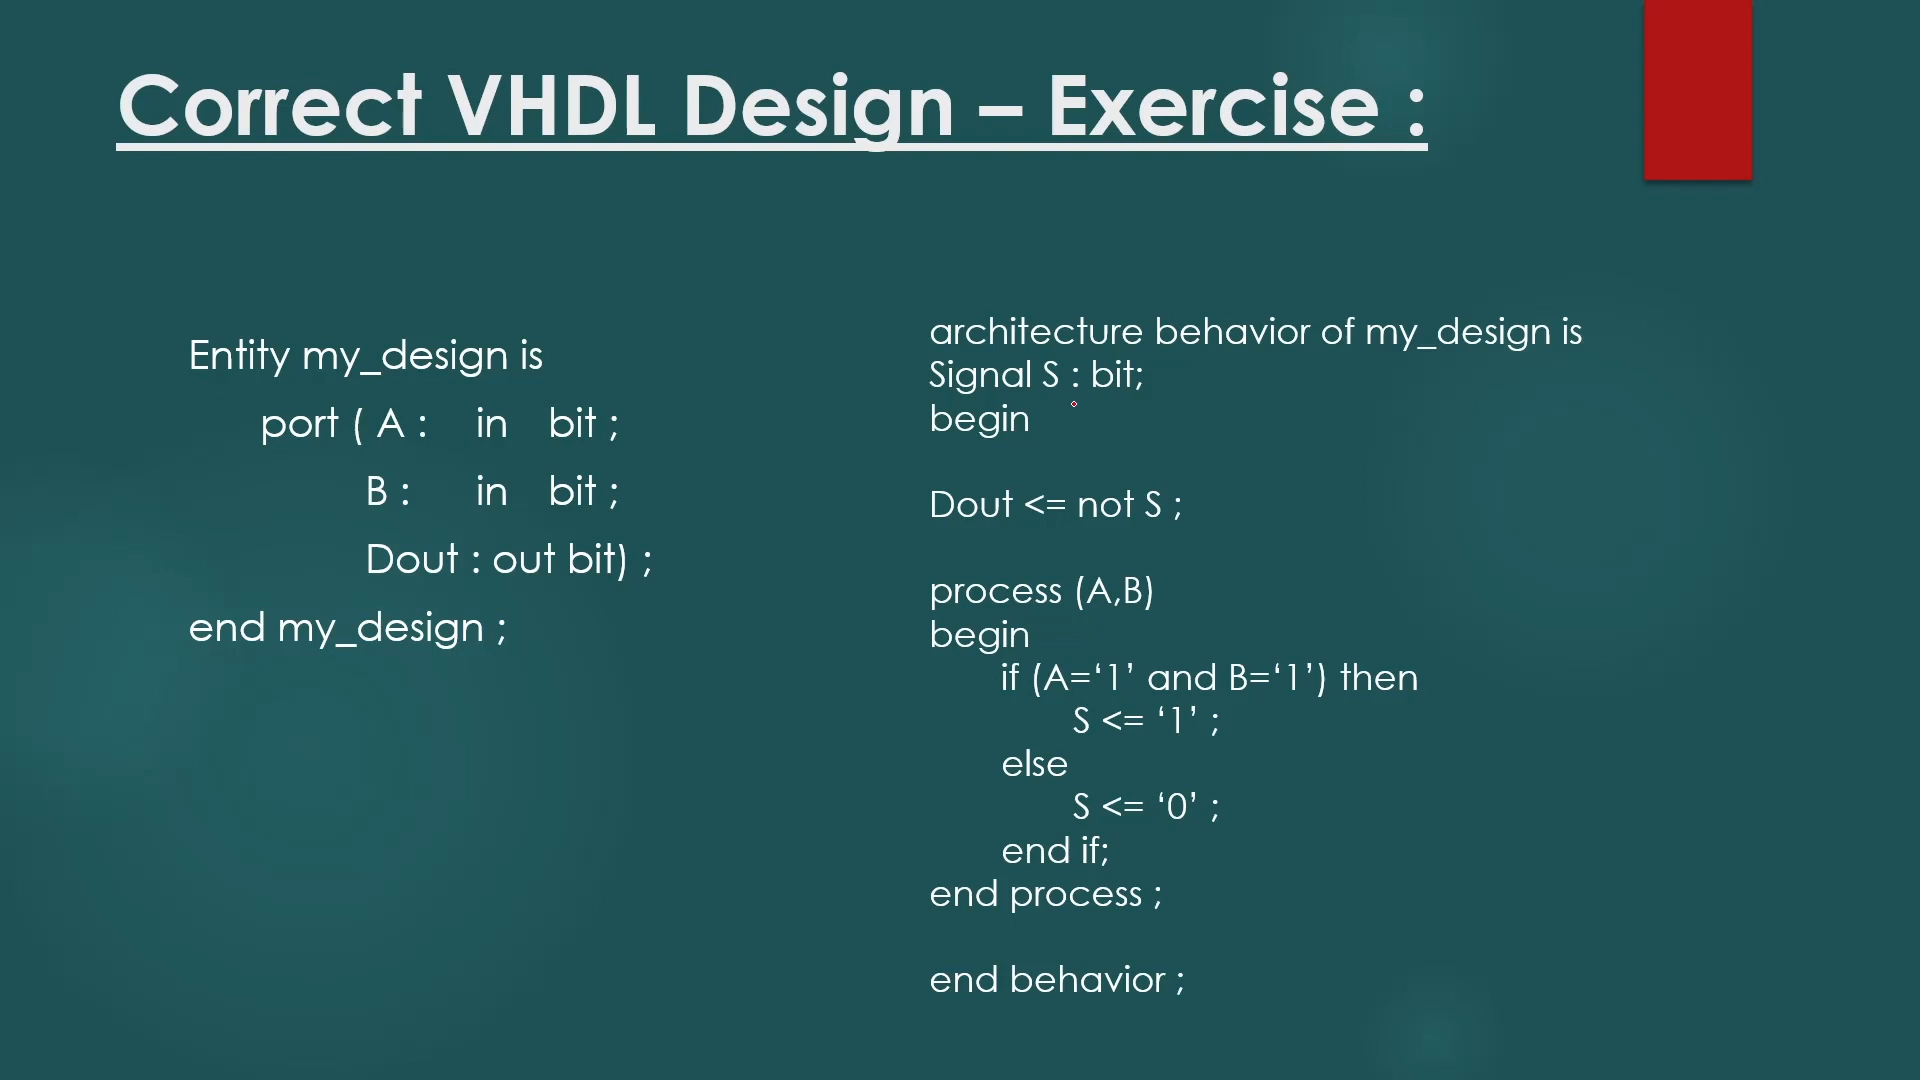 Correct VHDL Design – Exercise :
Entity my_design is
port ( A : in bit ;
B : in bit ;
Dout : out bit) ;
end my_design ;
architecture behavior of my_design is
Signal S : bit;
begin
Dout <= not S ;
process (A,B)
begin
if (A=‘1’ and B=‘1’) then
S <= ‘1’ ;
else
S <= ‘0’ ;
end if;
end process ;
end behavior ;